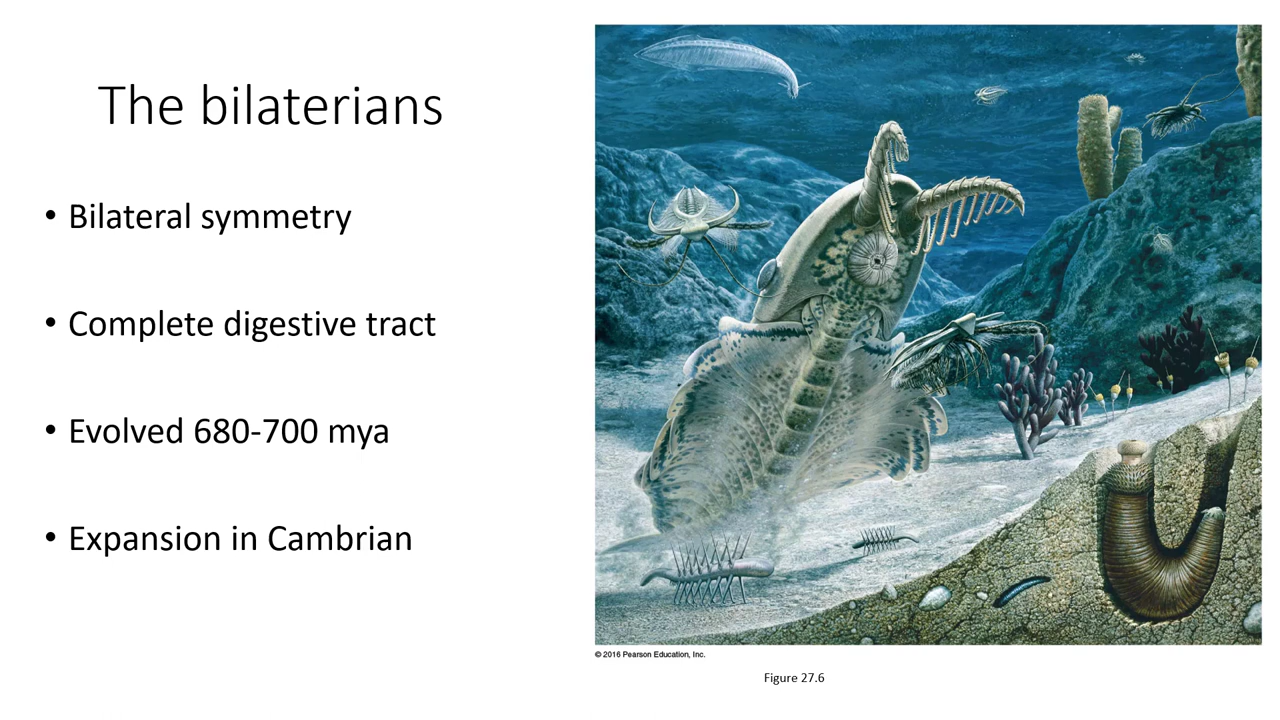 The bilaterians
• Bilateral symmetry
• Complete digestive tract
• Evolved 680-700 mya
• Expansion in Cambrian
© 2016 Pearson Education, Inc.
Figure 27.6